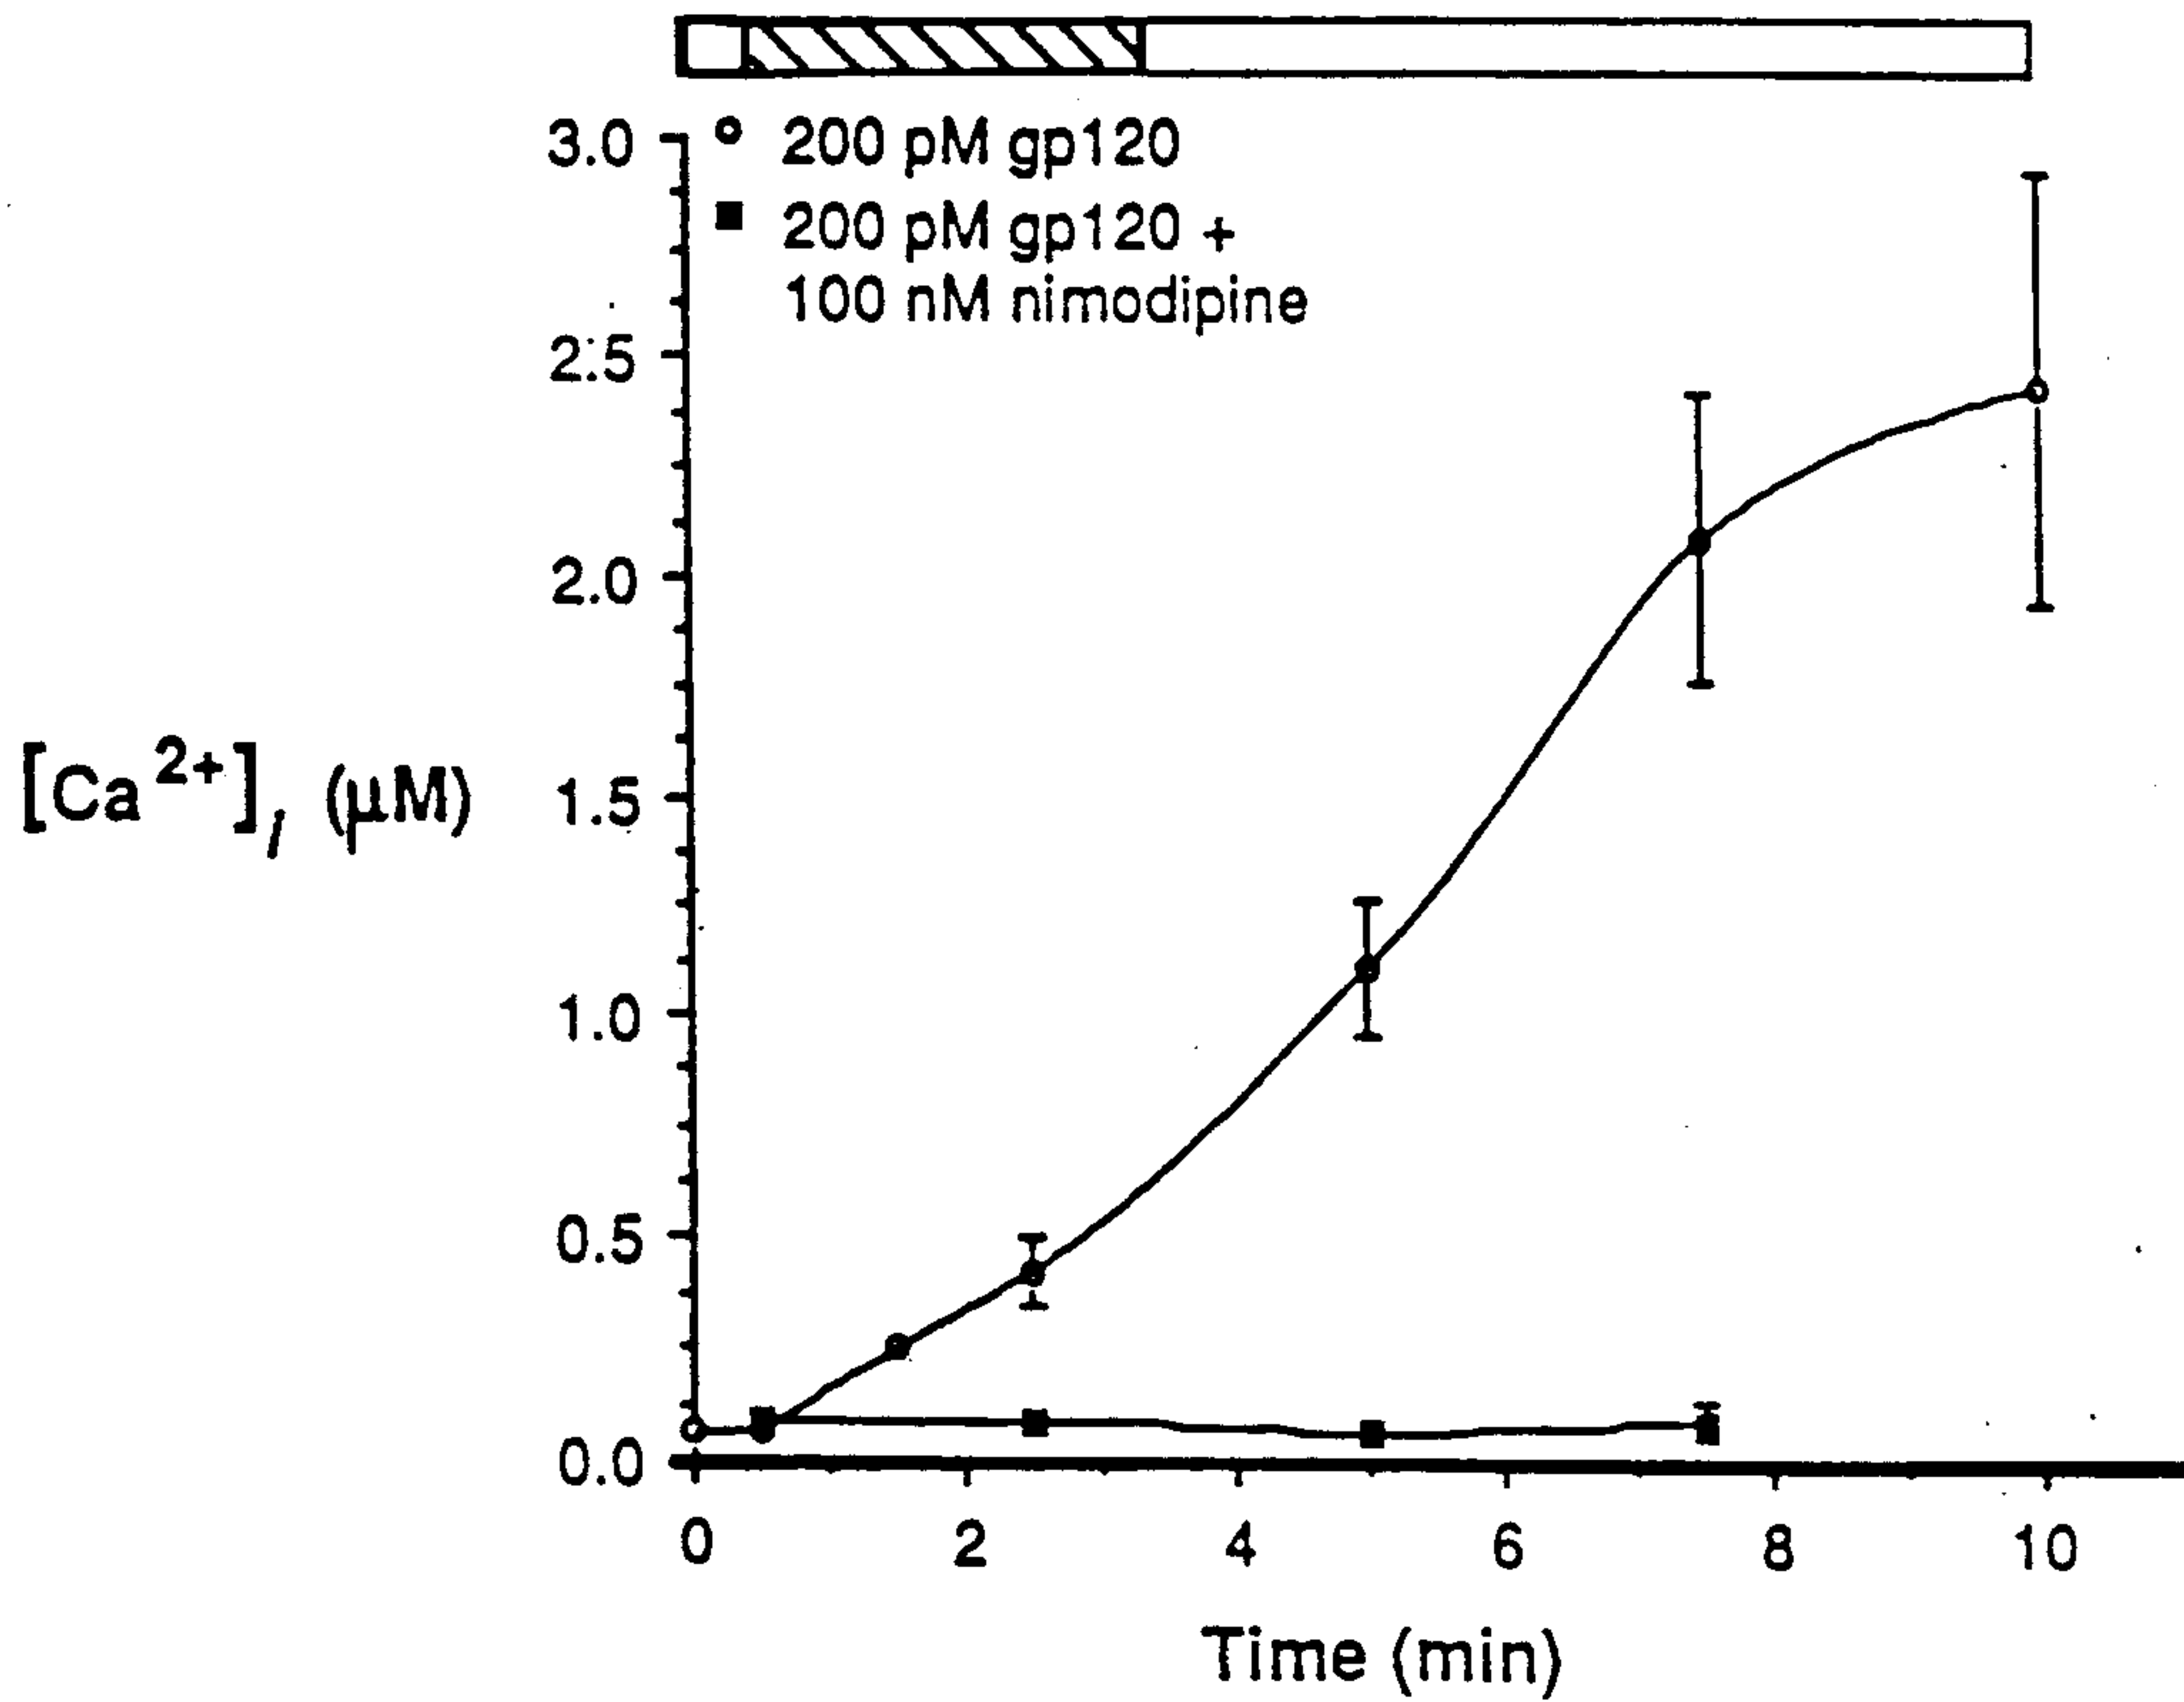 3.0
200 pM gp120
200 pM gp120 +
100 nM nimodipine
2.5
2.0
[Ca²⁺], (μM)
1.5
1.0
0.5
0.0
0 2 4 6 8 10
Time (min)